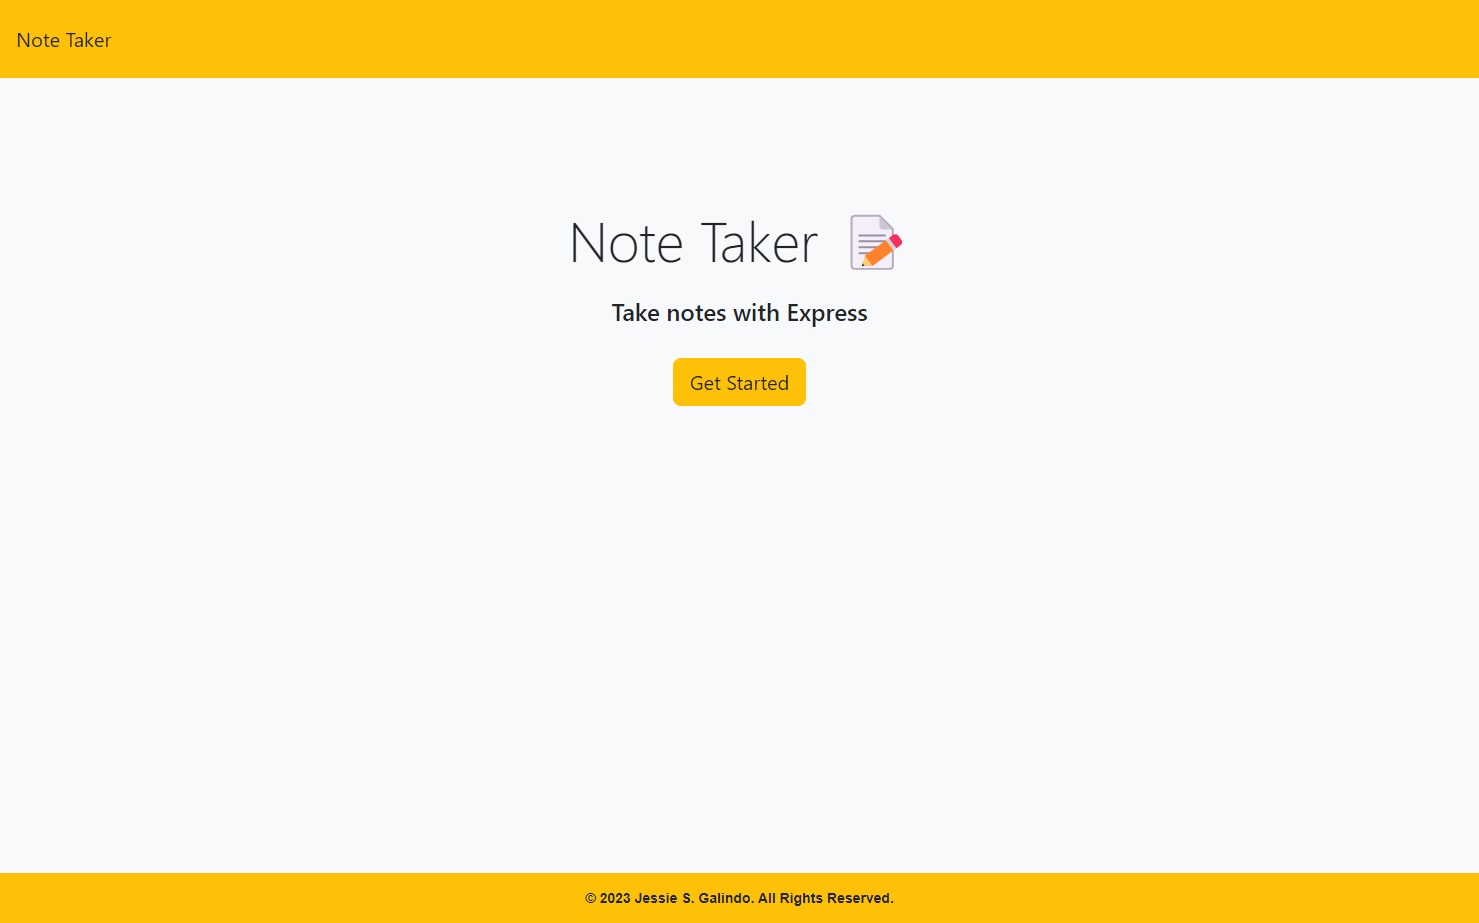 Note Taker
Note Taker 📝
Take notes with Express
Get Started
© 2023 Jessie S. Galindo. All Rights Reserved.